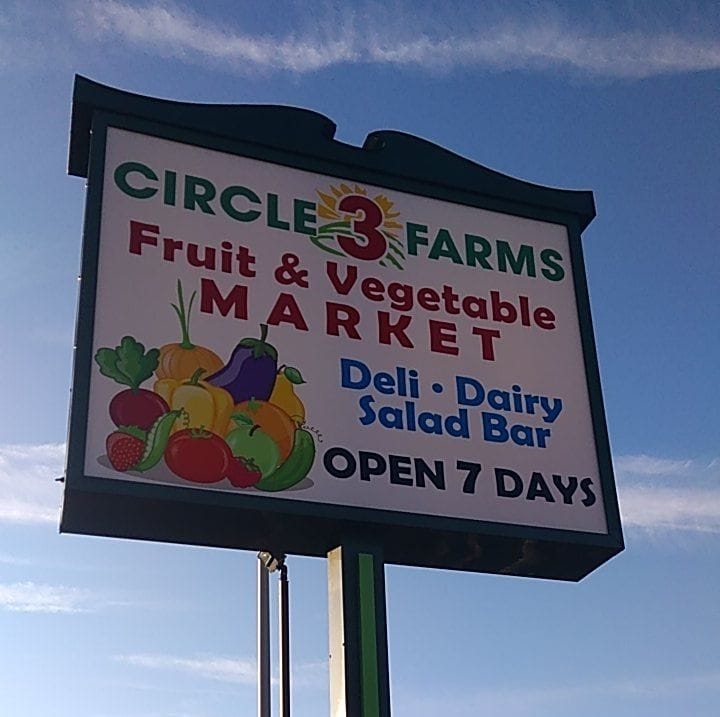 CIRCLE 3 FARMS
Fruit & Vegetable
MARKET
Deli • Dairy
Salad Bar
OPEN 7 DAYS